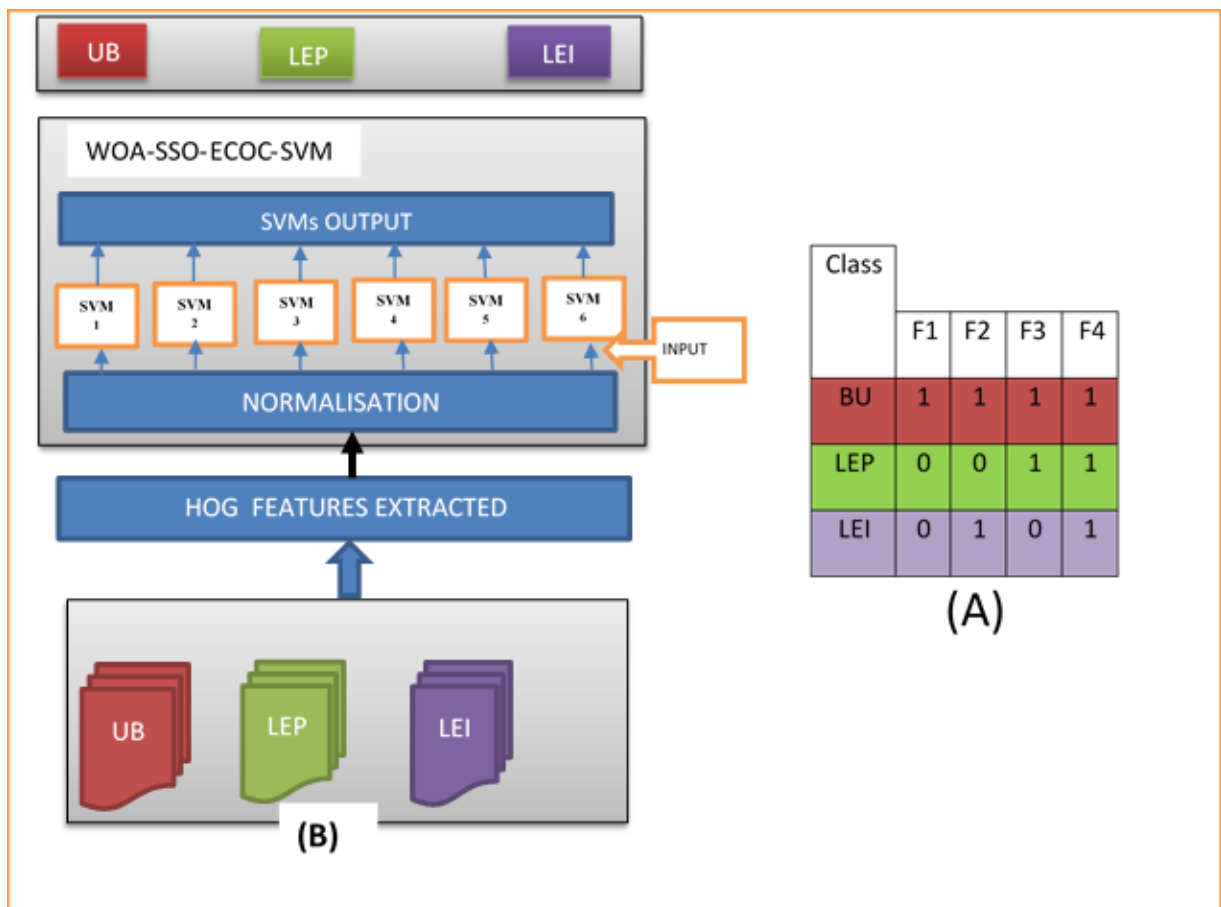 UB LEP LEI
WOA-SSO-ECOC-SVM
SVMs OUTPUT
SVM SVM SVM SVM SVM SVM
1 2 3 4 5 6
INPUT
NORMALISATION
HOG FEATURES EXTRACTED
UB LEP LEI
(B)
Class
F1 F2 F3 F4
BU 1 1 1 1
LEP 0 0 1 1
LEI 0 1 0 1
(A)